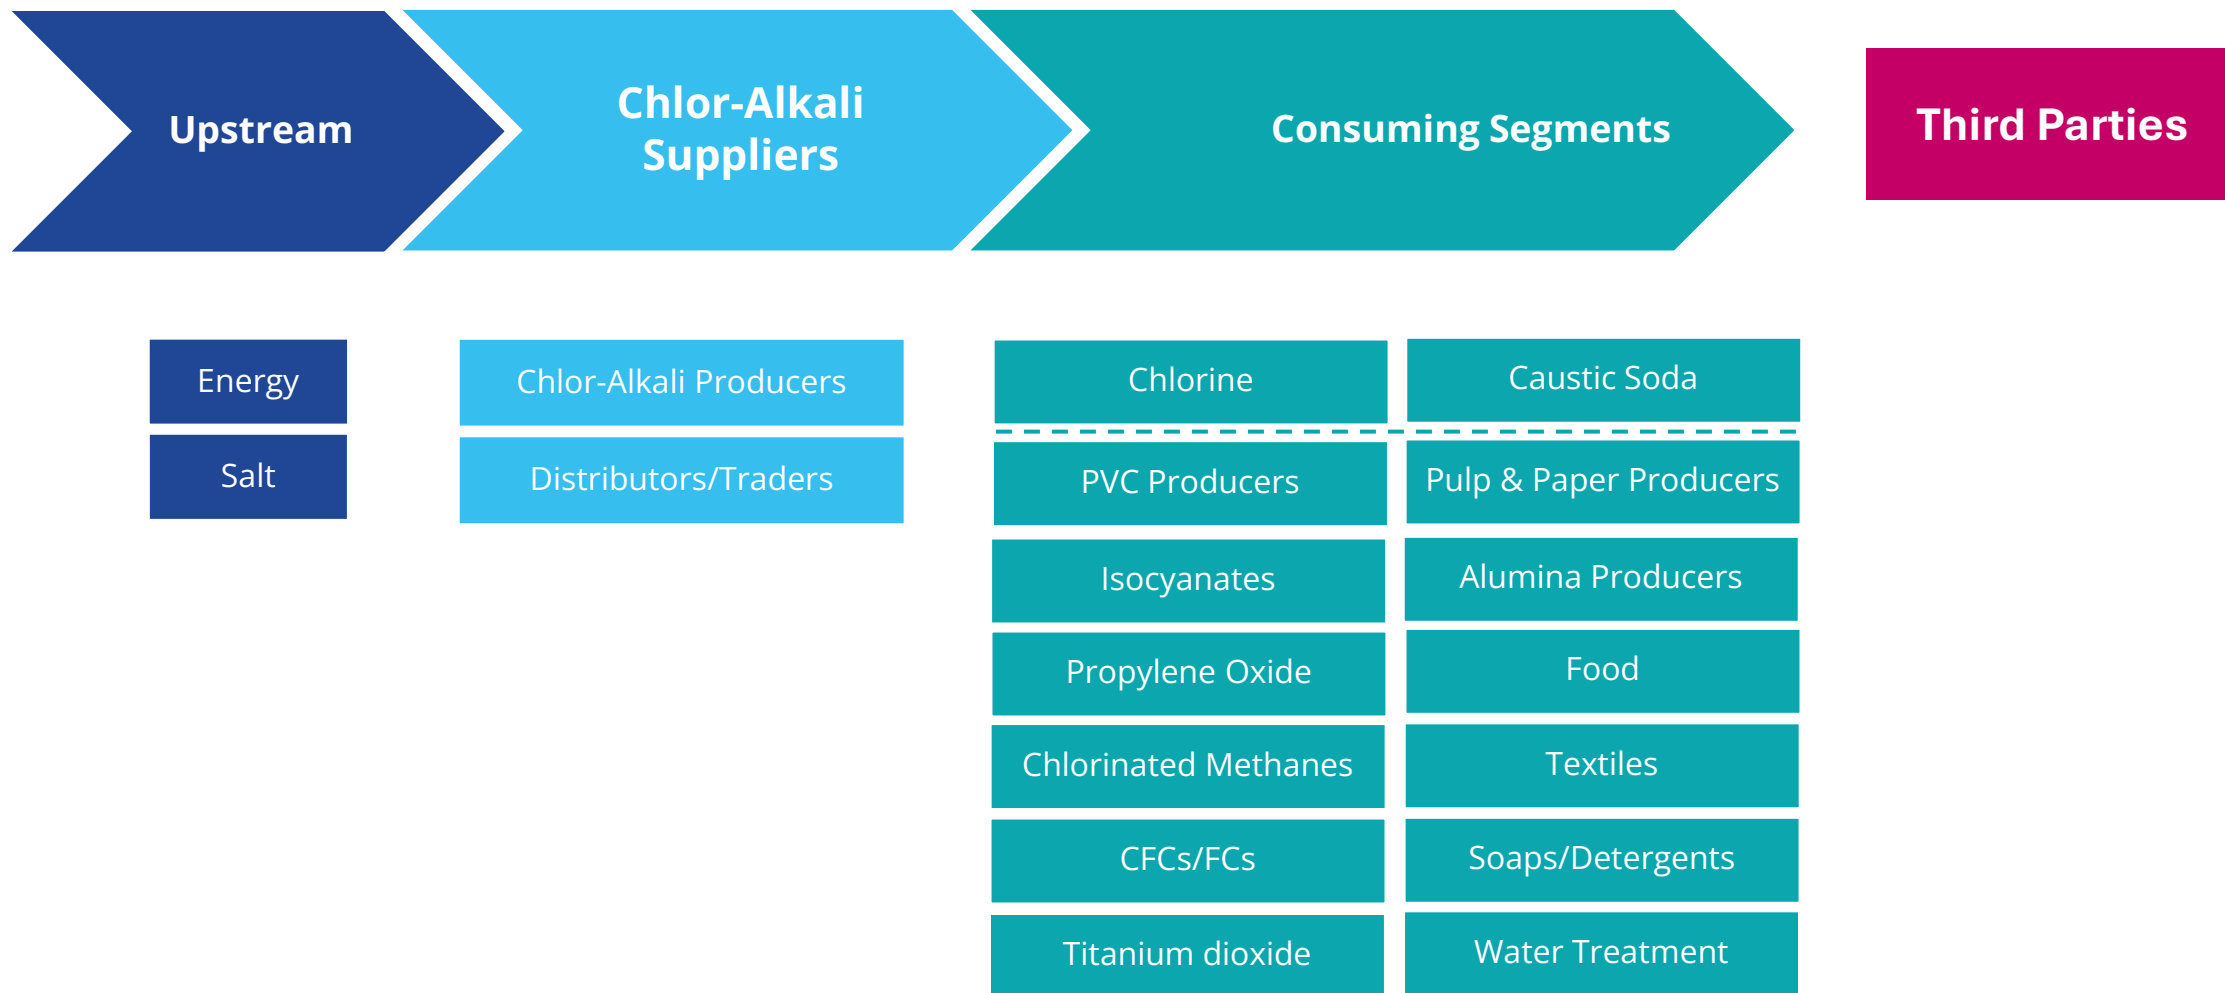 Upstream
Chlor-Alkali
Suppliers
Consuming Segments
Third Parties
Energy
Salt
Chlor-Alkali Producers
Distributors/Traders
Chlorine
Caustic Soda
PVC Producers
Pulp & Paper Producers
Isocyanates
Alumina Producers
Propylene Oxide
Food
Chlorinated Methanes
Textiles
CFCs/FCs
Soaps/Detergents
Titanium dioxide
Water Treatment